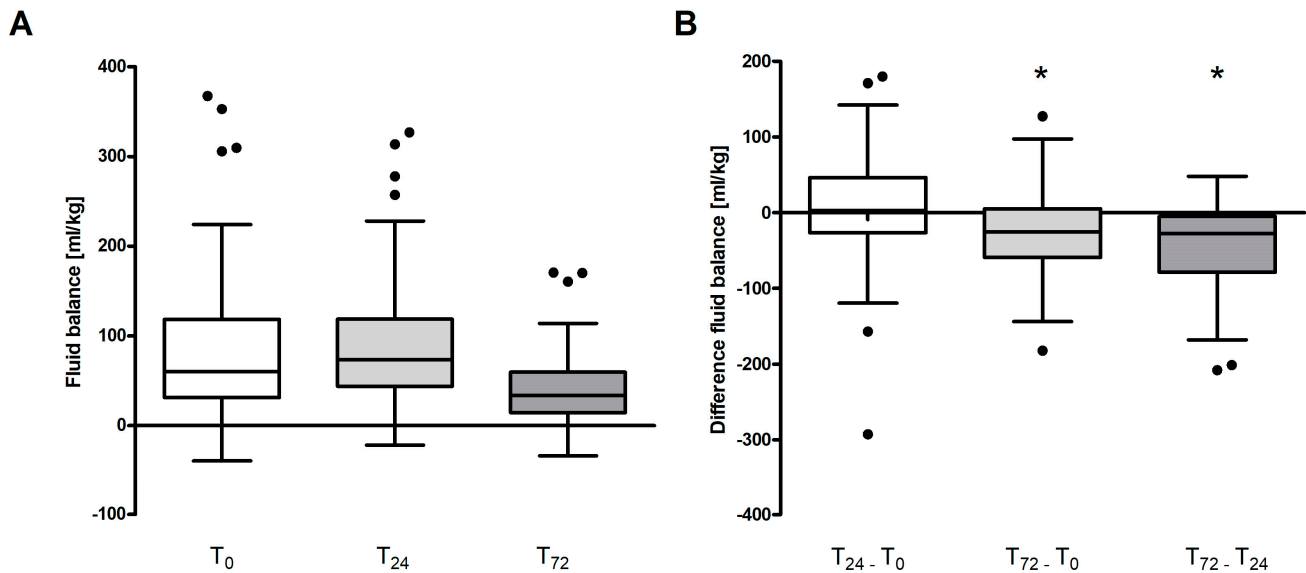 A
B
Fluid balance [ml/kg]
400
300
200
100
0
-100
T0
T24
T72
Difference fluid balance [ml/kg]
200
100
0
-100
-200
-300
-400
*
*
T24 - T0
T72 - T0
T72 - T24